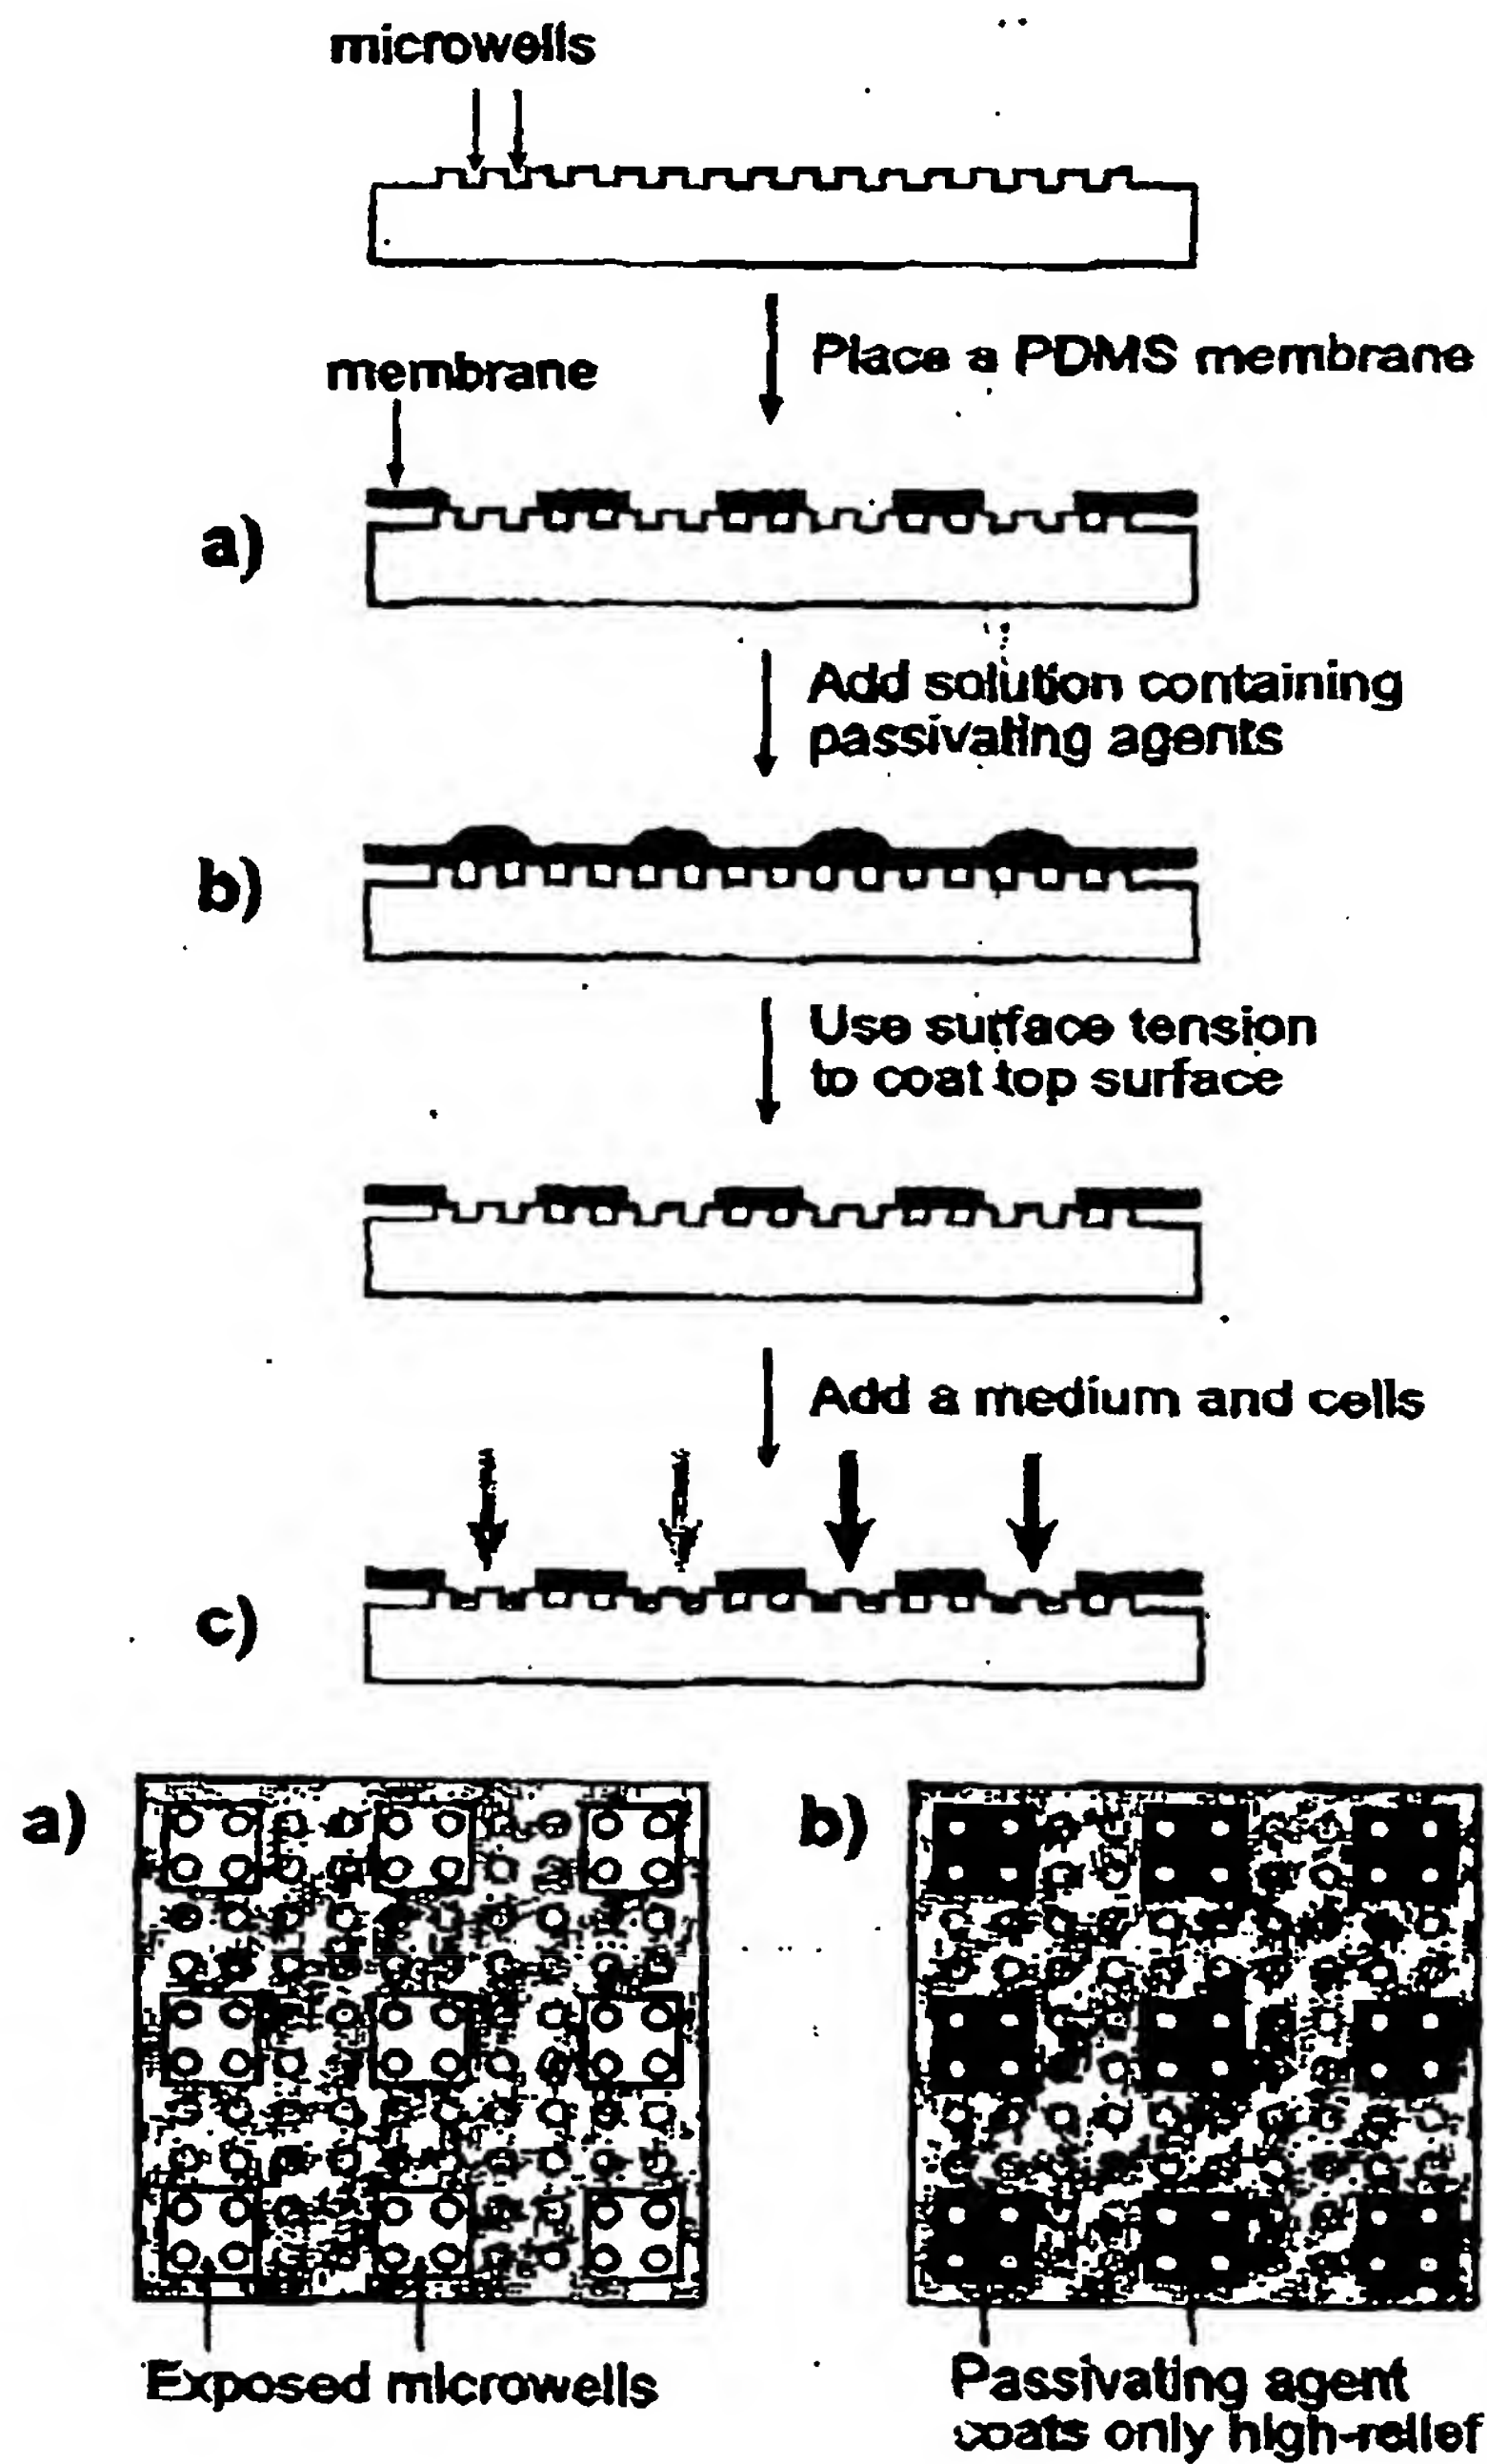 microwells
Place a PDMS membrane
membrane
a)
Add solution containing
passivating agents
b)
Use surface tension
to coat top surface
Add a medium and cells
c)
a)
b)
Exposed microwells
Passivating agent
coats only high-relief